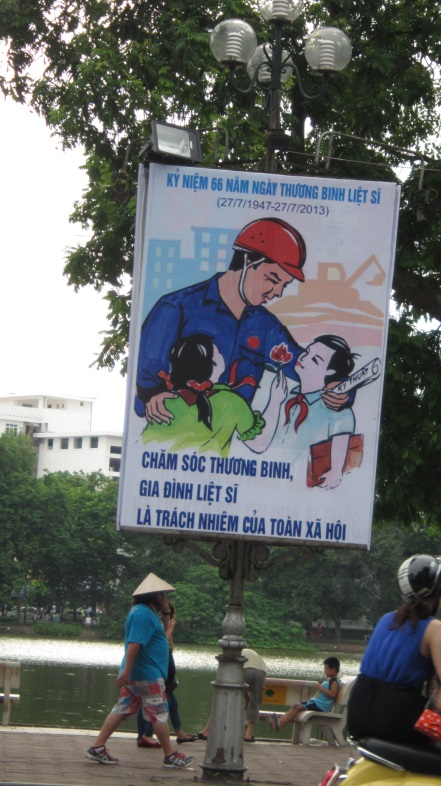 KỶ NIỆM 66 NĂM NGÀY THƯƠNG BINH LIỆT SĨ
(27/7/1947-27/7/2013)
KỸ THUẬT
CHĂM SÓC THƯƠNG BINH,
GIA ĐÌNH LIỆT SĨ
LÀ TRÁCH NHIỆM CỦA TOÀN XÃ HỘI